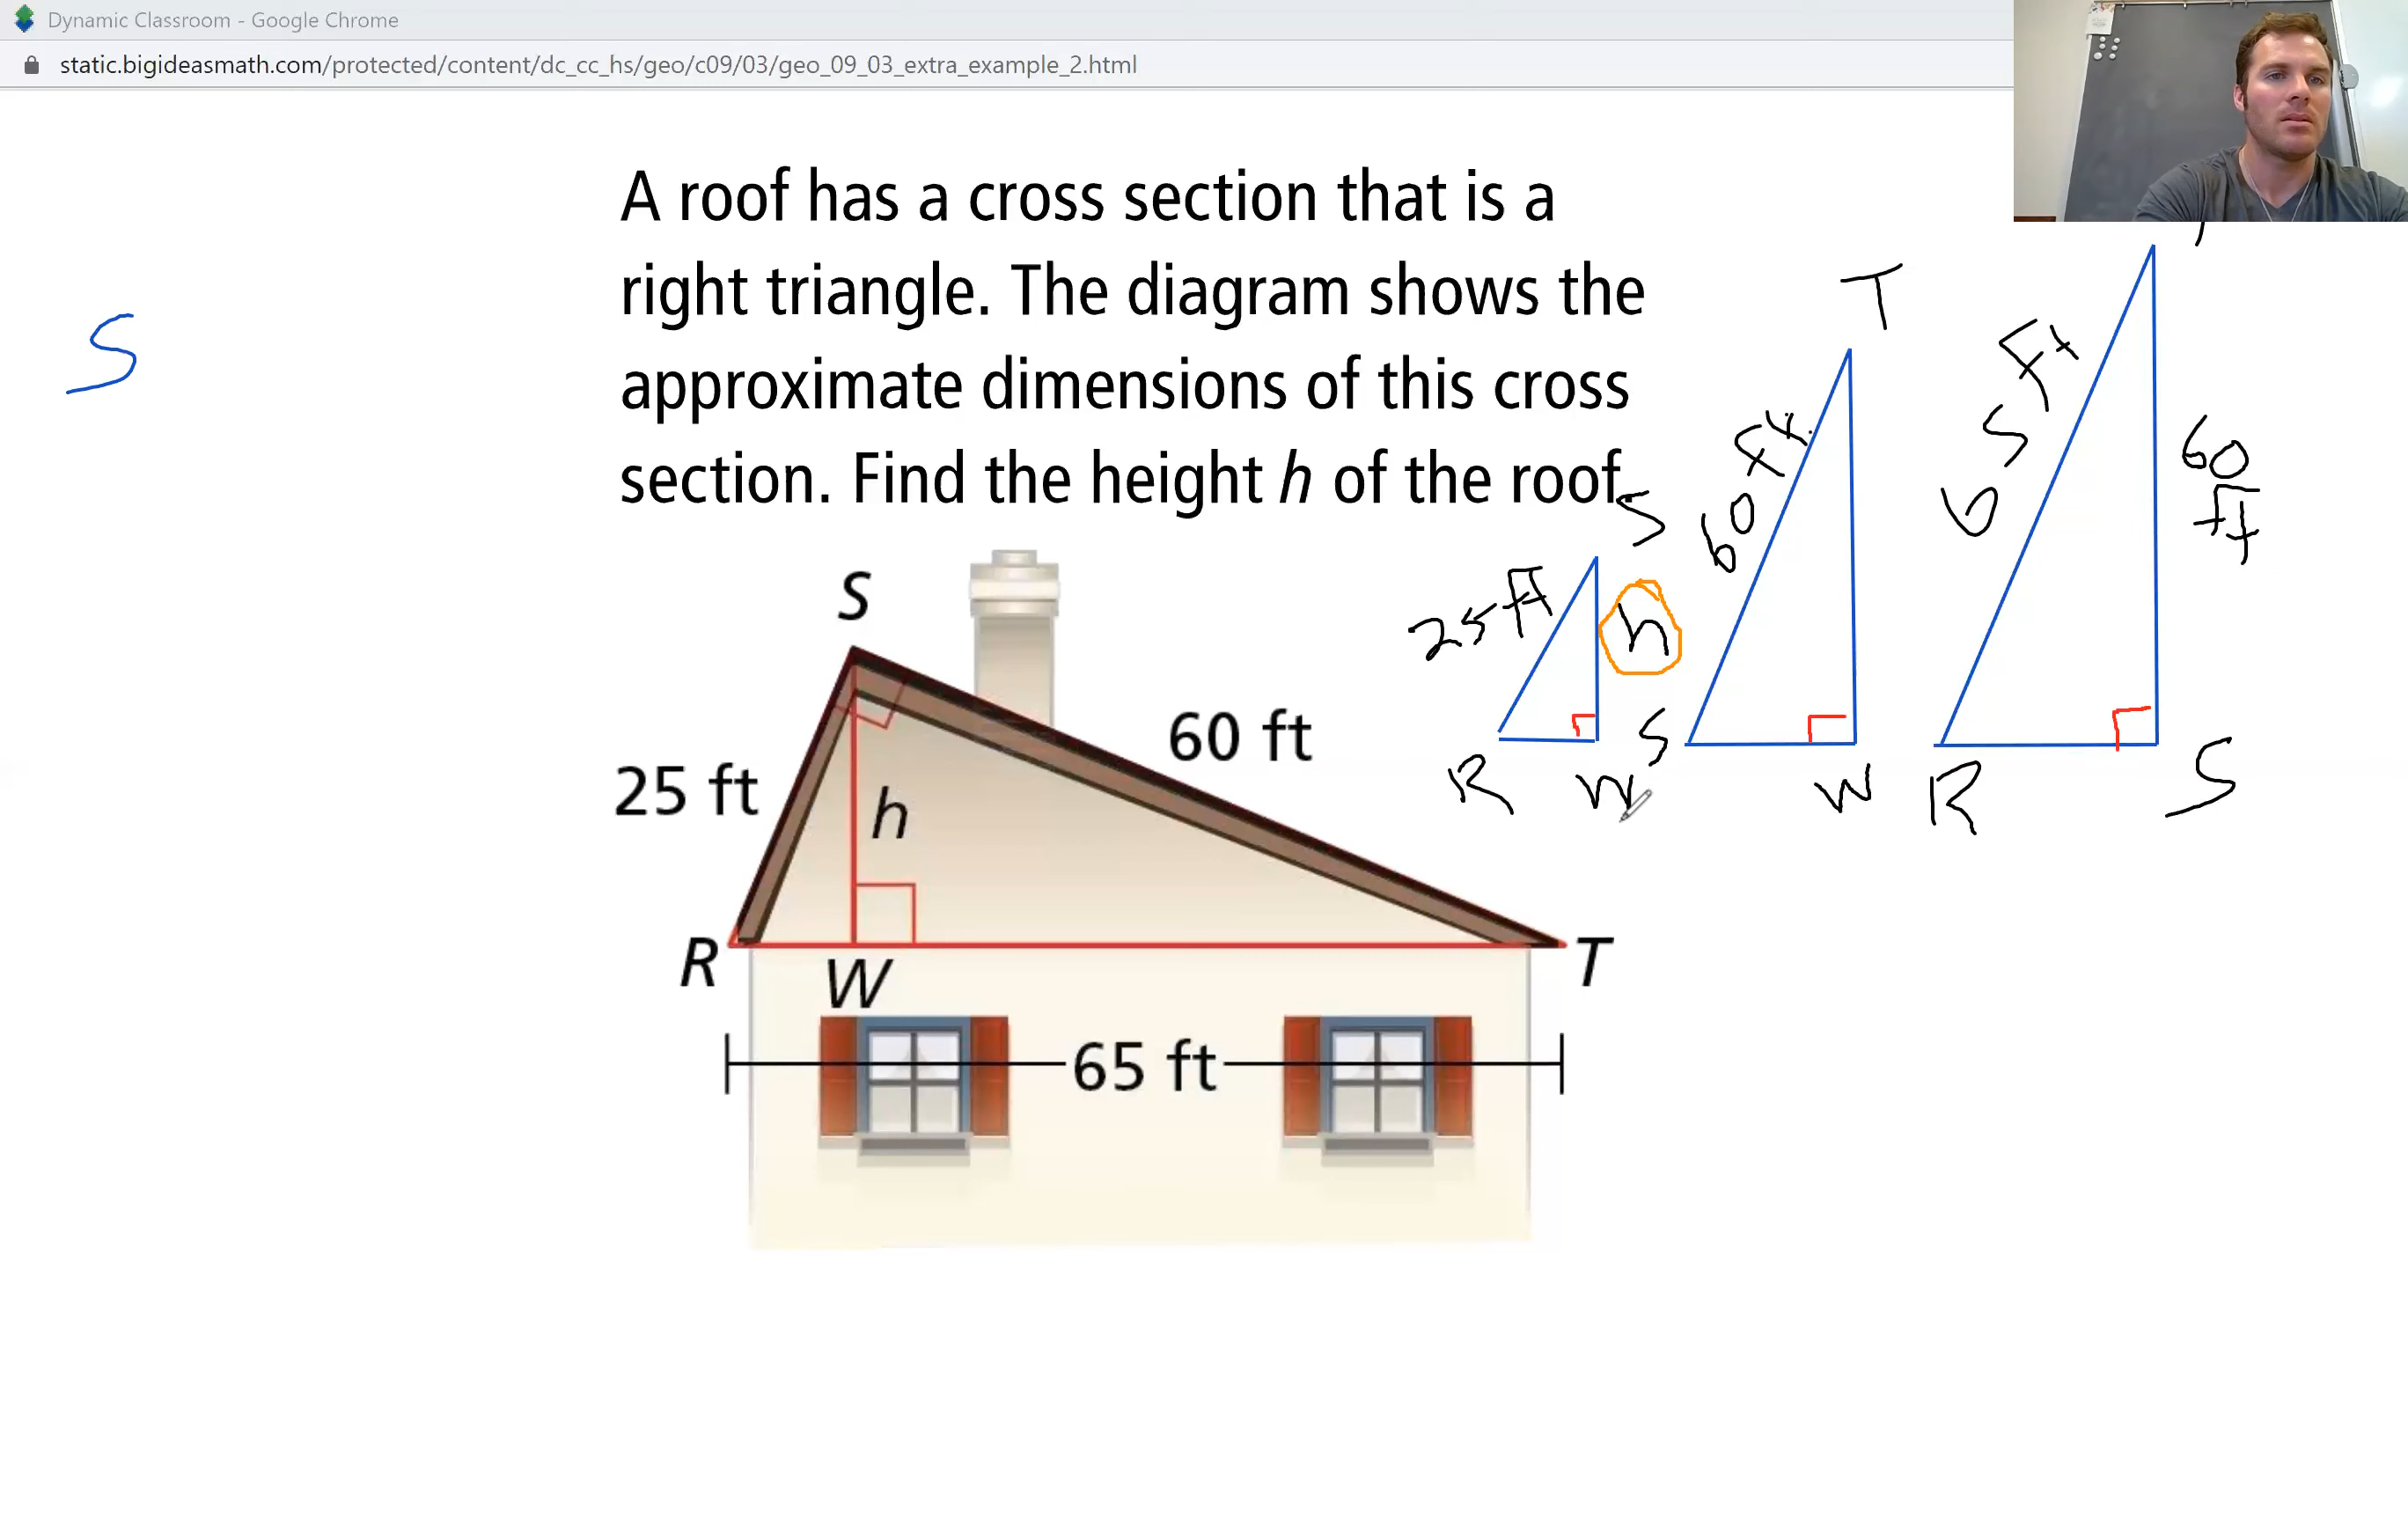 Dynamic Classroom - Google Chrome
static.bigideasmath.com/protected/content/dc_cc_hs/geo/c09/03/geo_09_03_extra_example_2.html
A roof has a cross section that is a
right triangle. The diagram shows the
approximate dimensions of this cross
section. Find the height h of the roof.
S
S
25 ft
60 ft
h
R
W
T
65 ft
S
25 ft
h
R
W
T
60 ft.
S
W
65 ft
60
ft
R
S